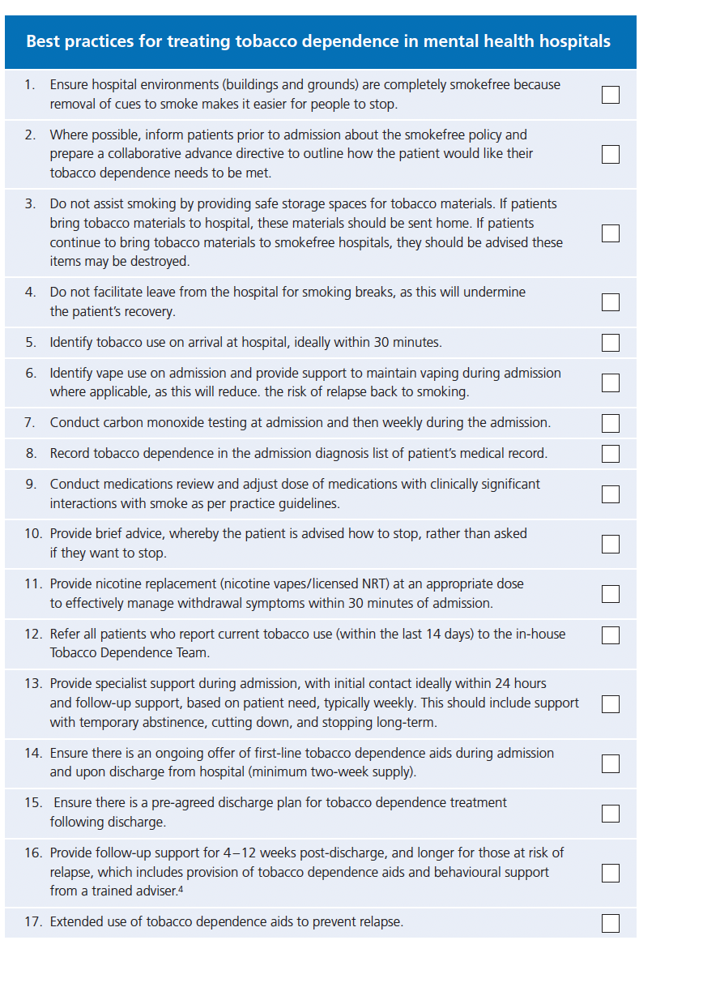 Best practices for treating tobacco dependence in mental health hospitals
1. Ensure hospital environments (buildings and grounds) are completely smokefree because
removal of cues to smoke makes it easier for people to stop.
2. Where possible, inform patients prior to admission about the smokefree policy and
prepare a collaborative advance directive to outline how the patient would like their
tobacco dependence needs to be met.
3. Do not assist smoking by providing safe storage spaces for tobacco materials. If patients
bring tobacco materials to hospital, these materials should be sent home. If patients
continue to bring tobacco materials to smokefree hospitals, they should be advised these
items may be destroyed.
4. Do not facilitate leave from the hospital for smoking breaks, as this will undermine
the patient’s recovery.
5. Identify tobacco use on arrival at hospital, ideally within 30 minutes.
6. Identify vape use on admission and provide support to maintain vaping during admission
where applicable, as this will reduce. the risk of relapse back to smoking.
7. Conduct carbon monoxide testing at admission and then weekly during the admission.
8. Record tobacco dependence in the admission diagnosis list of patient’s medical record.
9. Conduct medications review and adjust dose of medications with clinically significant
interactions with smoke as per practice guidelines.
10. Provide brief advice, whereby the patient is advised how to stop, rather than asked
if they want to stop.
11. Provide nicotine replacement (nicotine vapes/licensed NRT) at an appropriate dose
to effectively manage withdrawal symptoms within 30 minutes of admission.
12. Refer all patients who report current tobacco use (within the last 14 days) to the in-house
Tobacco Dependence Team.
13. Provide specialist support during admission, with initial contact ideally within 24 hours
and follow-up support, based on patient need, typically weekly. This should include support
with temporary abstinence, cutting down, and stopping long-term.
14. Ensure there is an ongoing offer of first-line tobacco dependence aids during admission
and upon discharge from hospital (minimum two-week supply).
15. Ensure there is a pre-agreed discharge plan for tobacco dependence treatment
following discharge.
16. Provide follow-up support for 4–12 weeks post-discharge, and longer for those at risk of
relapse, which includes provision of tobacco dependence aids and behavioural support
from a trained adviser.⁴
17. Extended use of tobacco dependence aids to prevent relapse.